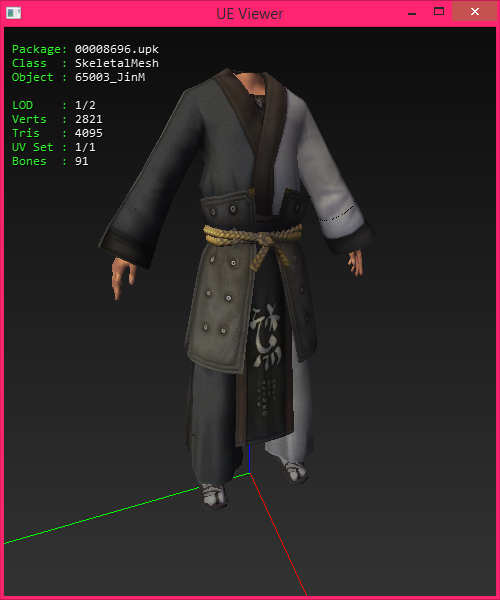 UE Viewer
Package: 00008696.upk
Class  : SkeletalMesh
Object : 65003_JinM
LOD    : 1/2
Verts  : 2821
Tris   : 4095
UV Set : 1/1
Bones  : 91